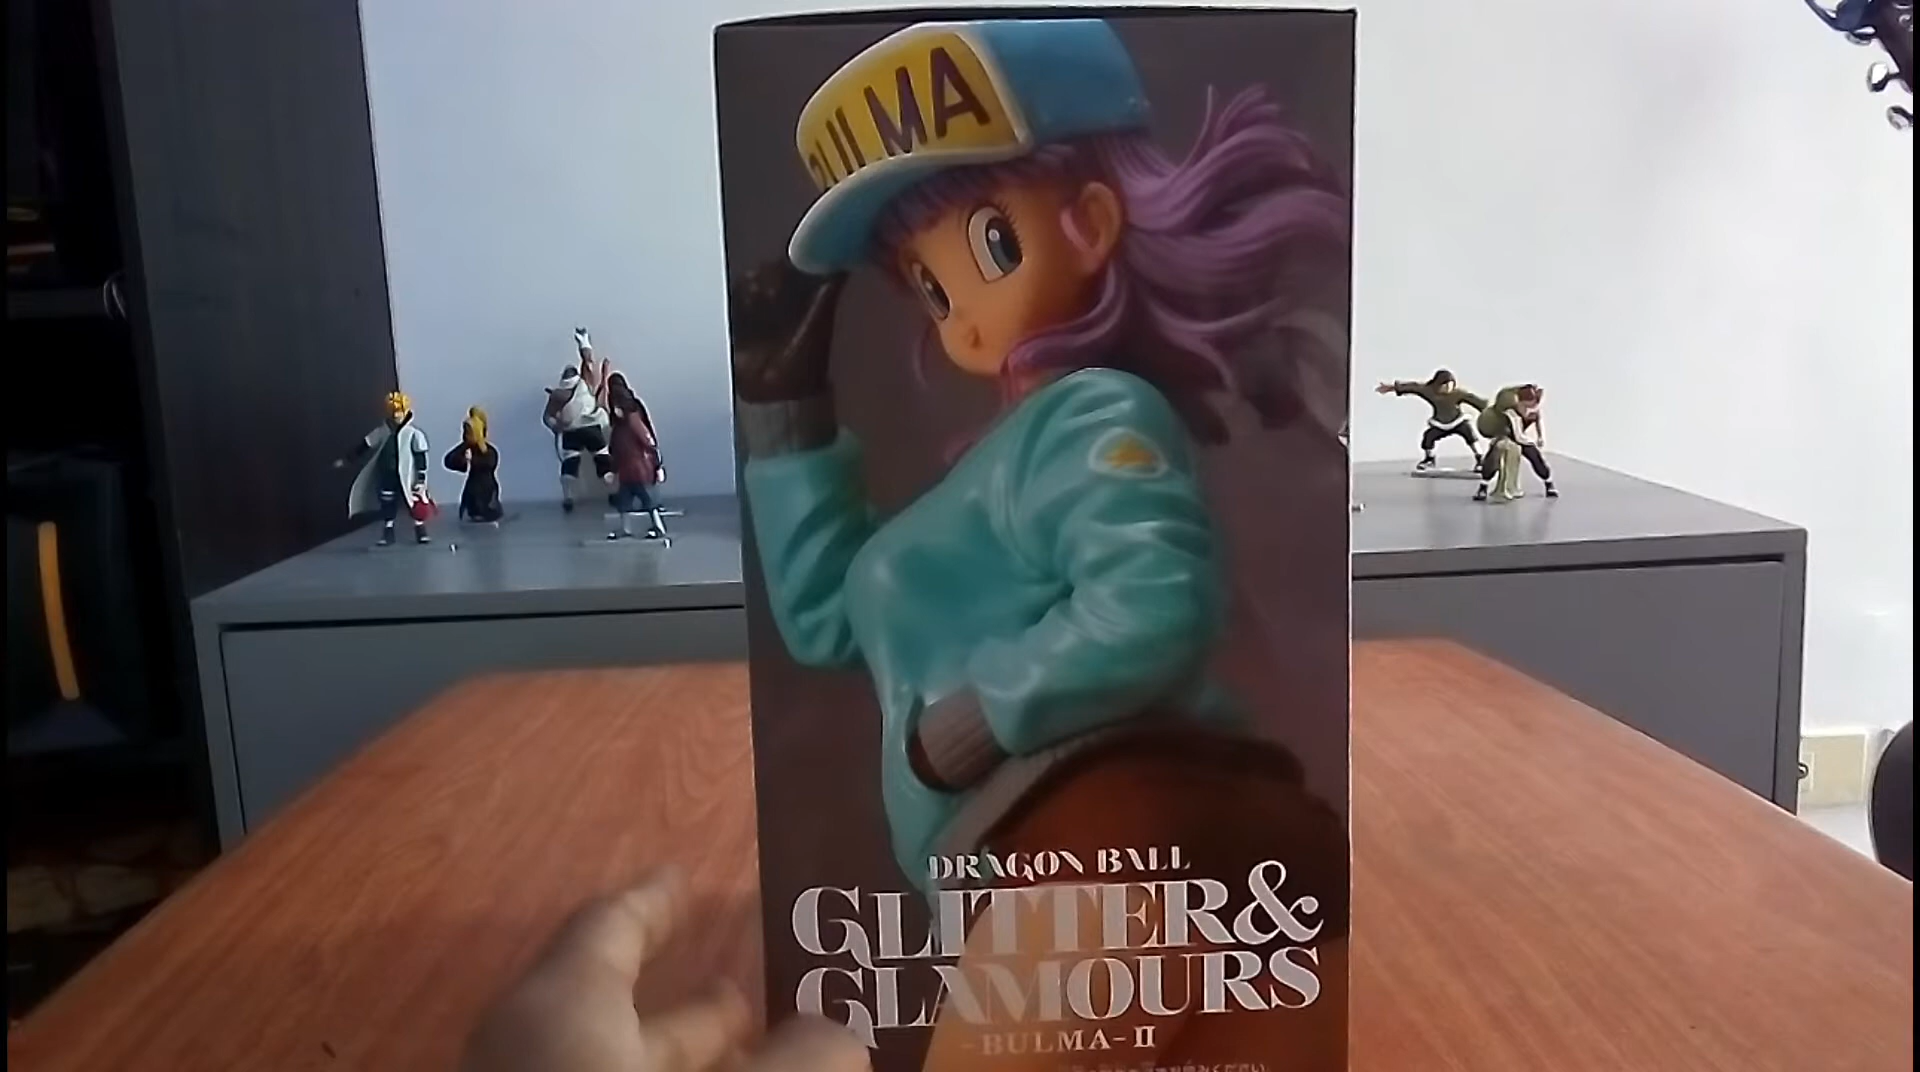 BULMA
DRAGON BALL
GLITTER&
GLAMOURS
-BULMA-II